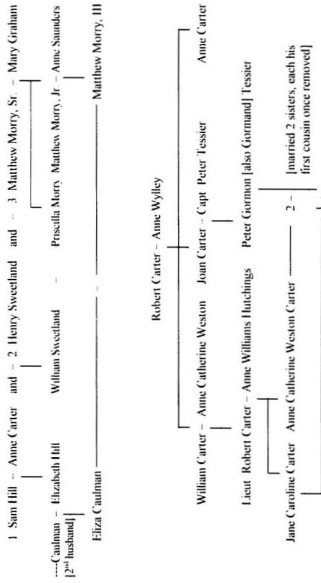 1 Sam Hill – Anne Carter and – 2 Henry Sweetland and – 3 Matthew Morry, Sr. – Mary Graham
----Caulman – Elizabeth Hill William Sweetland – Priscilla Morry Matthew Morry, Jr – Anne Saunders
[2nd husband]
Eliza Caulman Matthew Morry, III
Robert Carter – Anne Wylley
William Carter – Anne Catherine Weston Joan Carter – Capt Peter Tessier Anne Carter
Lieut Robert Carter – Anne Williams Hutchings Peter Gormon [also Gormand] Tessier
Jane Caroline Carter Anne Catherine Weston Carter 2 – [married 2 sisters, each his
first cousin once removed]